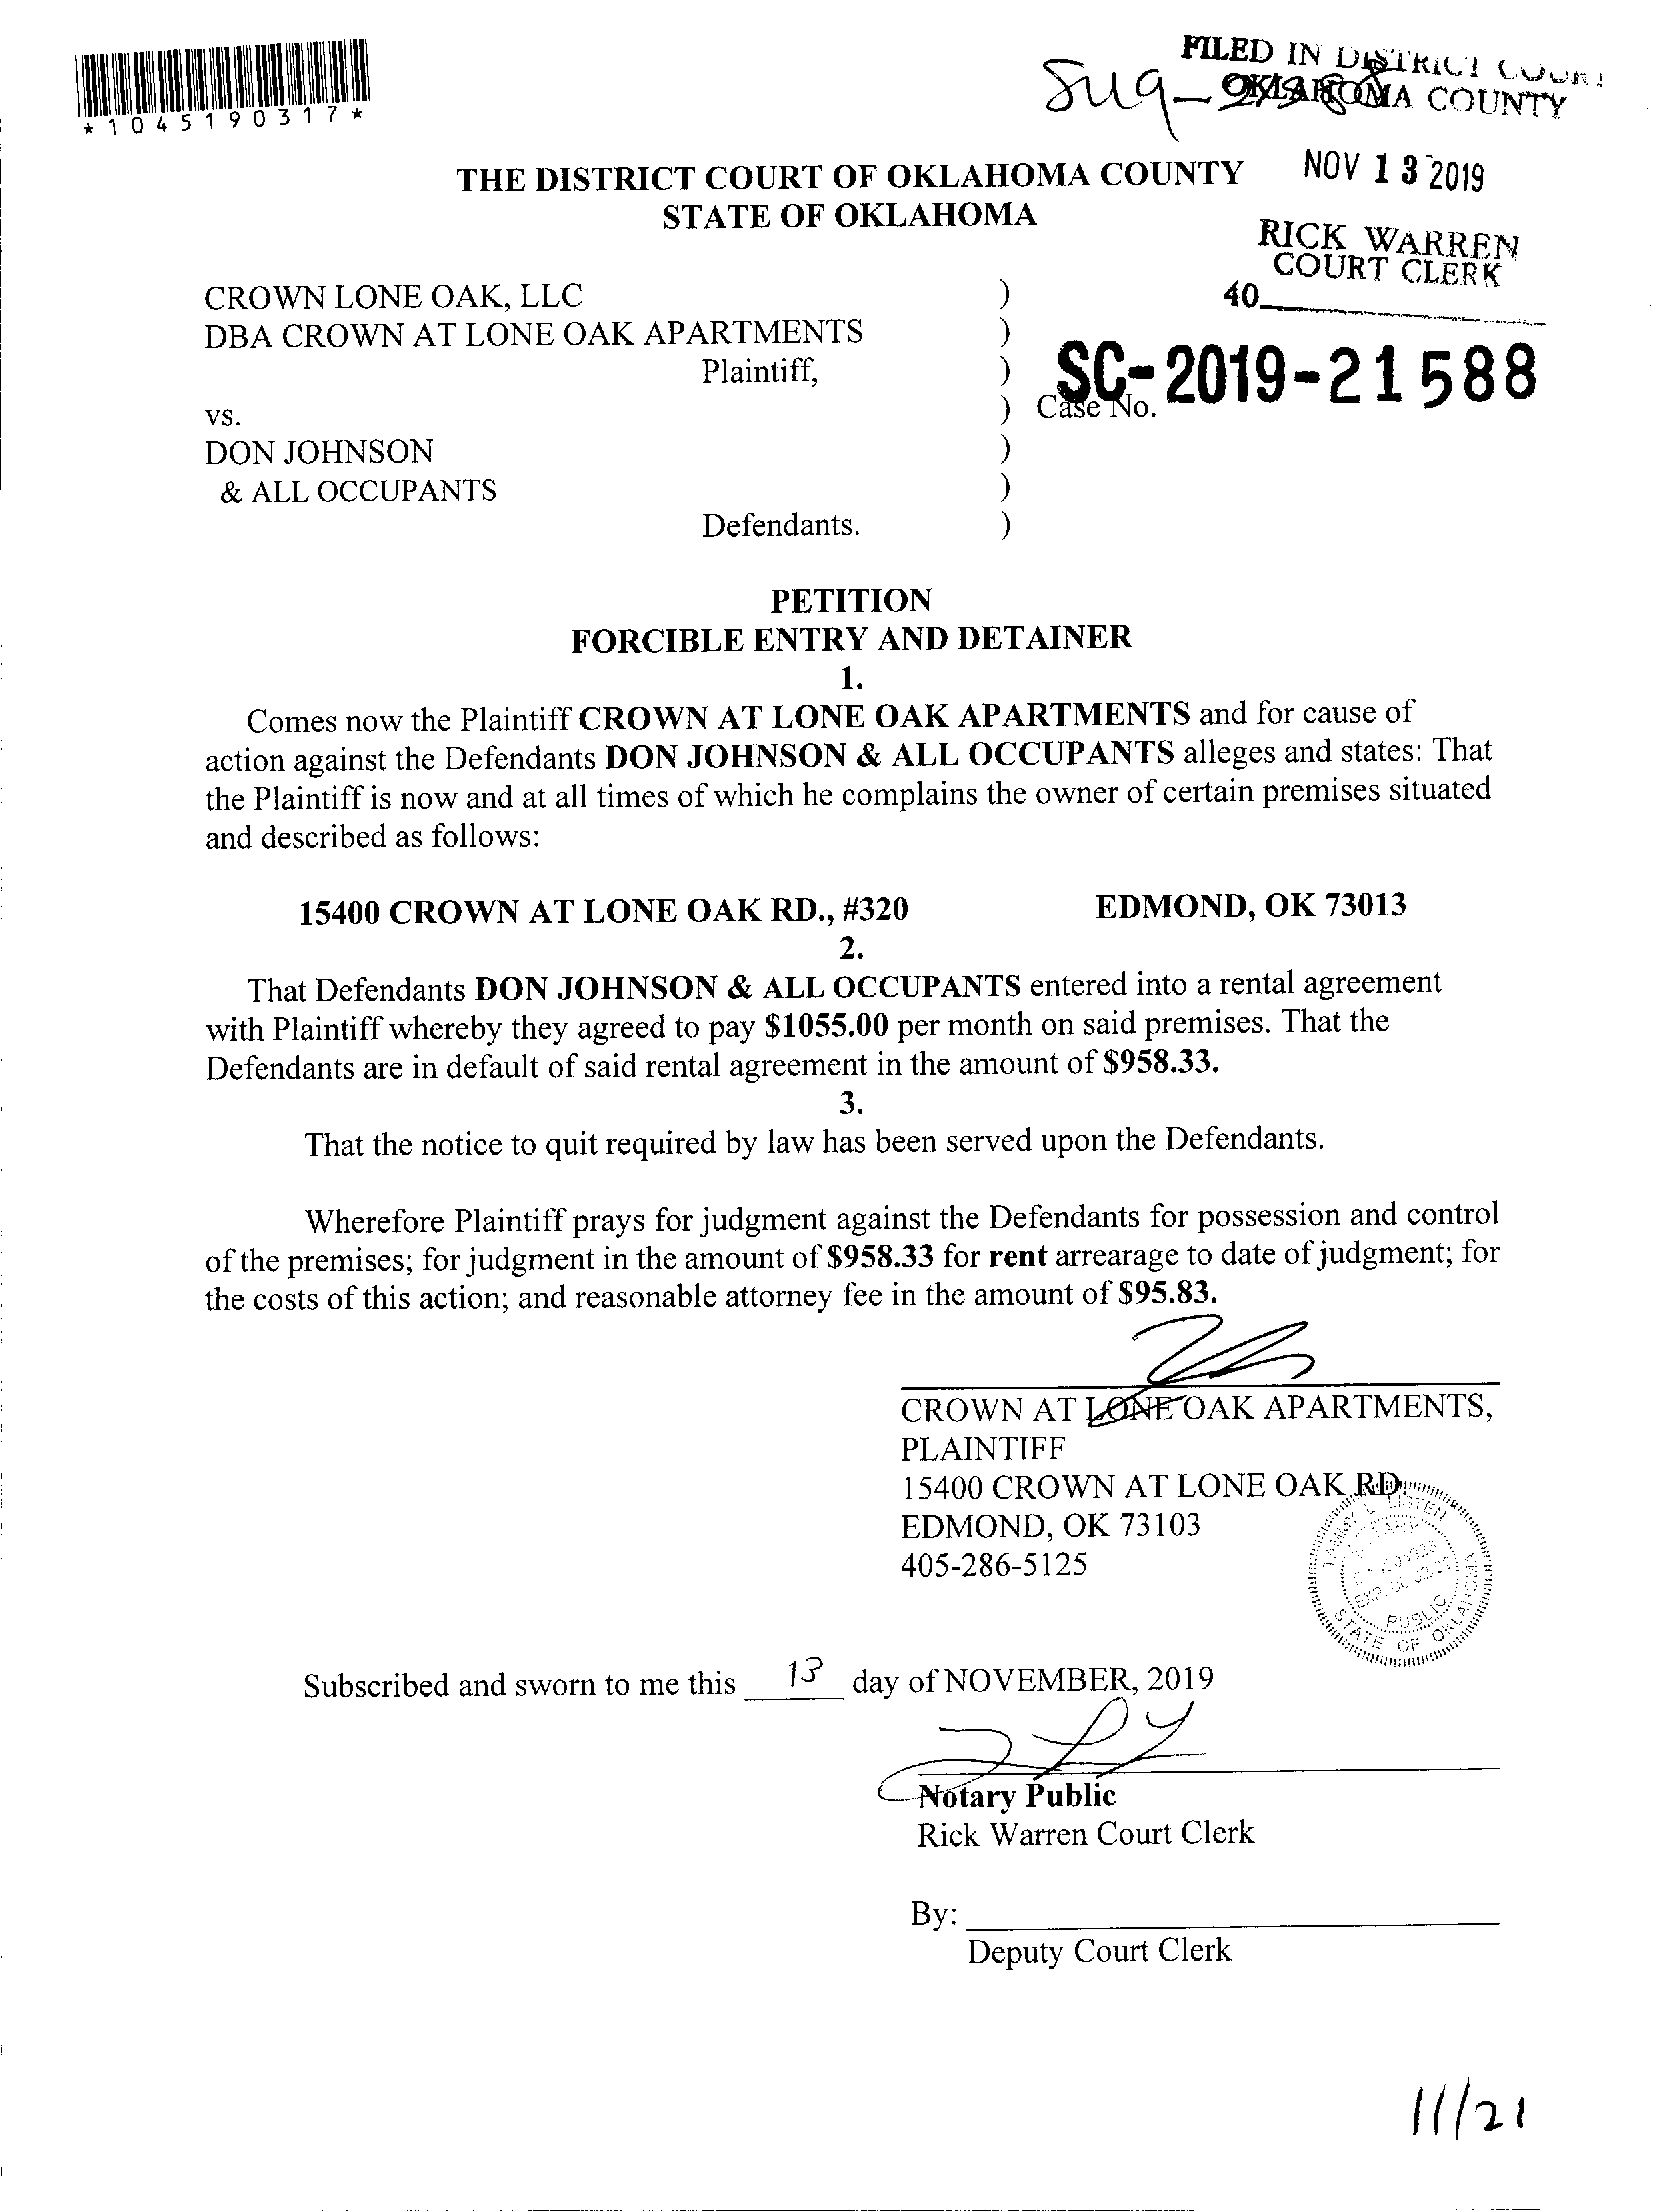 FILED IN DISTRICT COURT
OKLAHOMA COUNTY
*1045190317*
THE DISTRICT COURT OF OKLAHOMA COUNTY
NOV 13 2019
STATE OF OKLAHOMA
RICK WARREN
COURT CLERK
40
CROWN LONE OAK, LLC )
DBA CROWN AT LONE OAK APARTMENTS )
Plaintiff, )
SC-2019-21588
vs. ) Case No.
DON JOHNSON )
& ALL OCCUPANTS )
Defendants. )
PETITION
FORCIBLE ENTRY AND DETAINER
1.
Comes now the Plaintiff CROWN AT LONE OAK APARTMENTS and for cause of
action against the Defendants DON JOHNSON & ALL OCCUPANTS alleges and states: That
the Plaintiff is now and at all times of which he complains the owner of certain premises situated
and described as follows:
15400 CROWN AT LONE OAK RD., #320 EDMOND, OK 73013
2.
That Defendants DON JOHNSON & ALL OCCUPANTS entered into a rental agreement
with Plaintiff whereby they agreed to pay $1055.00 per month on said premises. That the
Defendants are in default of said rental agreement in the amount of $958.33.
3.
That the notice to quit required by law has been served upon the Defendants.
Wherefore Plaintiff prays for judgment against the Defendants for possession and control
of the premises; for judgment in the amount of $958.33 for rent arrearage to date of judgment; for
the costs of this action; and reasonable attorney fee in the amount of $95.83.
CROWN AT LONE OAK APARTMENTS,
PLAINTIFF
15400 CROWN AT LONE OAK RD.
EDMOND, OK 73103
405-286-5125
PUBLIC
STATE OF OKLAHOMA
Subscribed and sworn to me this 13 day of NOVEMBER, 2019
Notary Public
Rick Warren Court Clerk
By:
Deputy Court Clerk
11/21